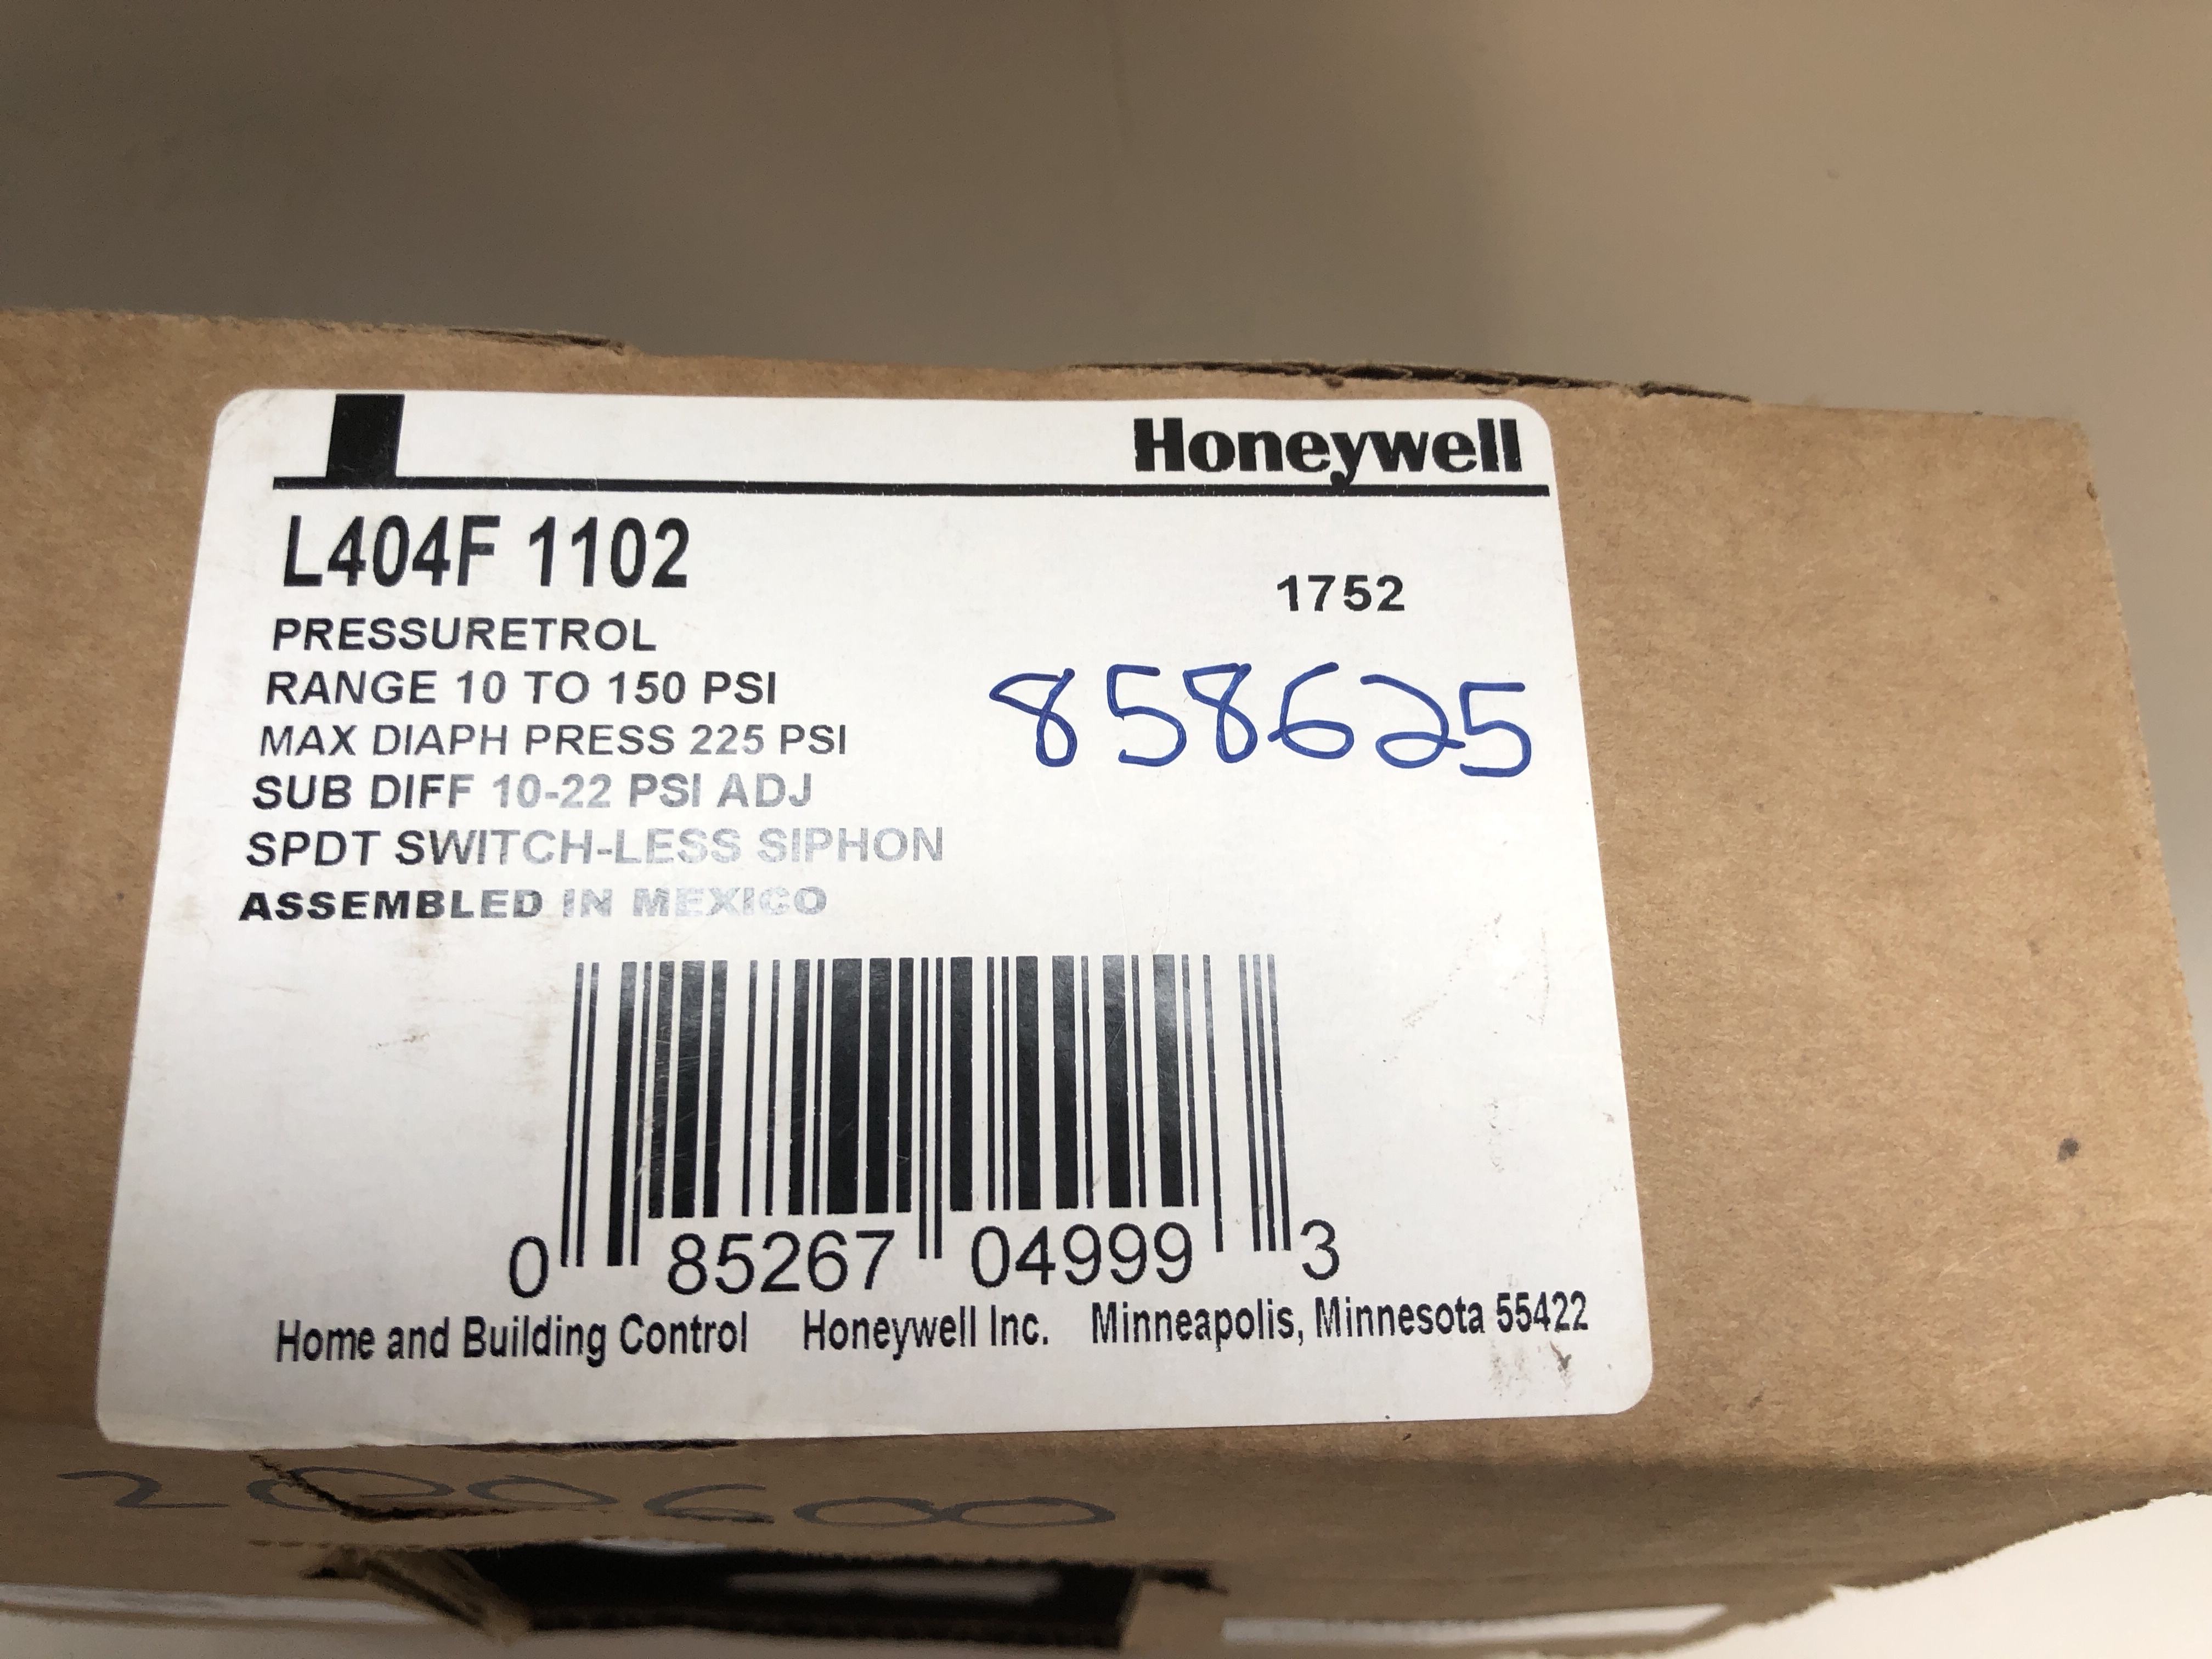 Honeywell
L404F 1102
1752
PRESSURETROL
RANGE 10 TO 150 PSI
858625
MAX DIAPH PRESS 225 PSI
SUB DIFF 10-22 PSI ADJ
SPDT SWITCH-LESS SIPHON
ASSEMBLED IN MEXICO
0 85267 04999 3
Home and Building Control Honeywell Inc. Minneapolis, Minnesota 55422
200600